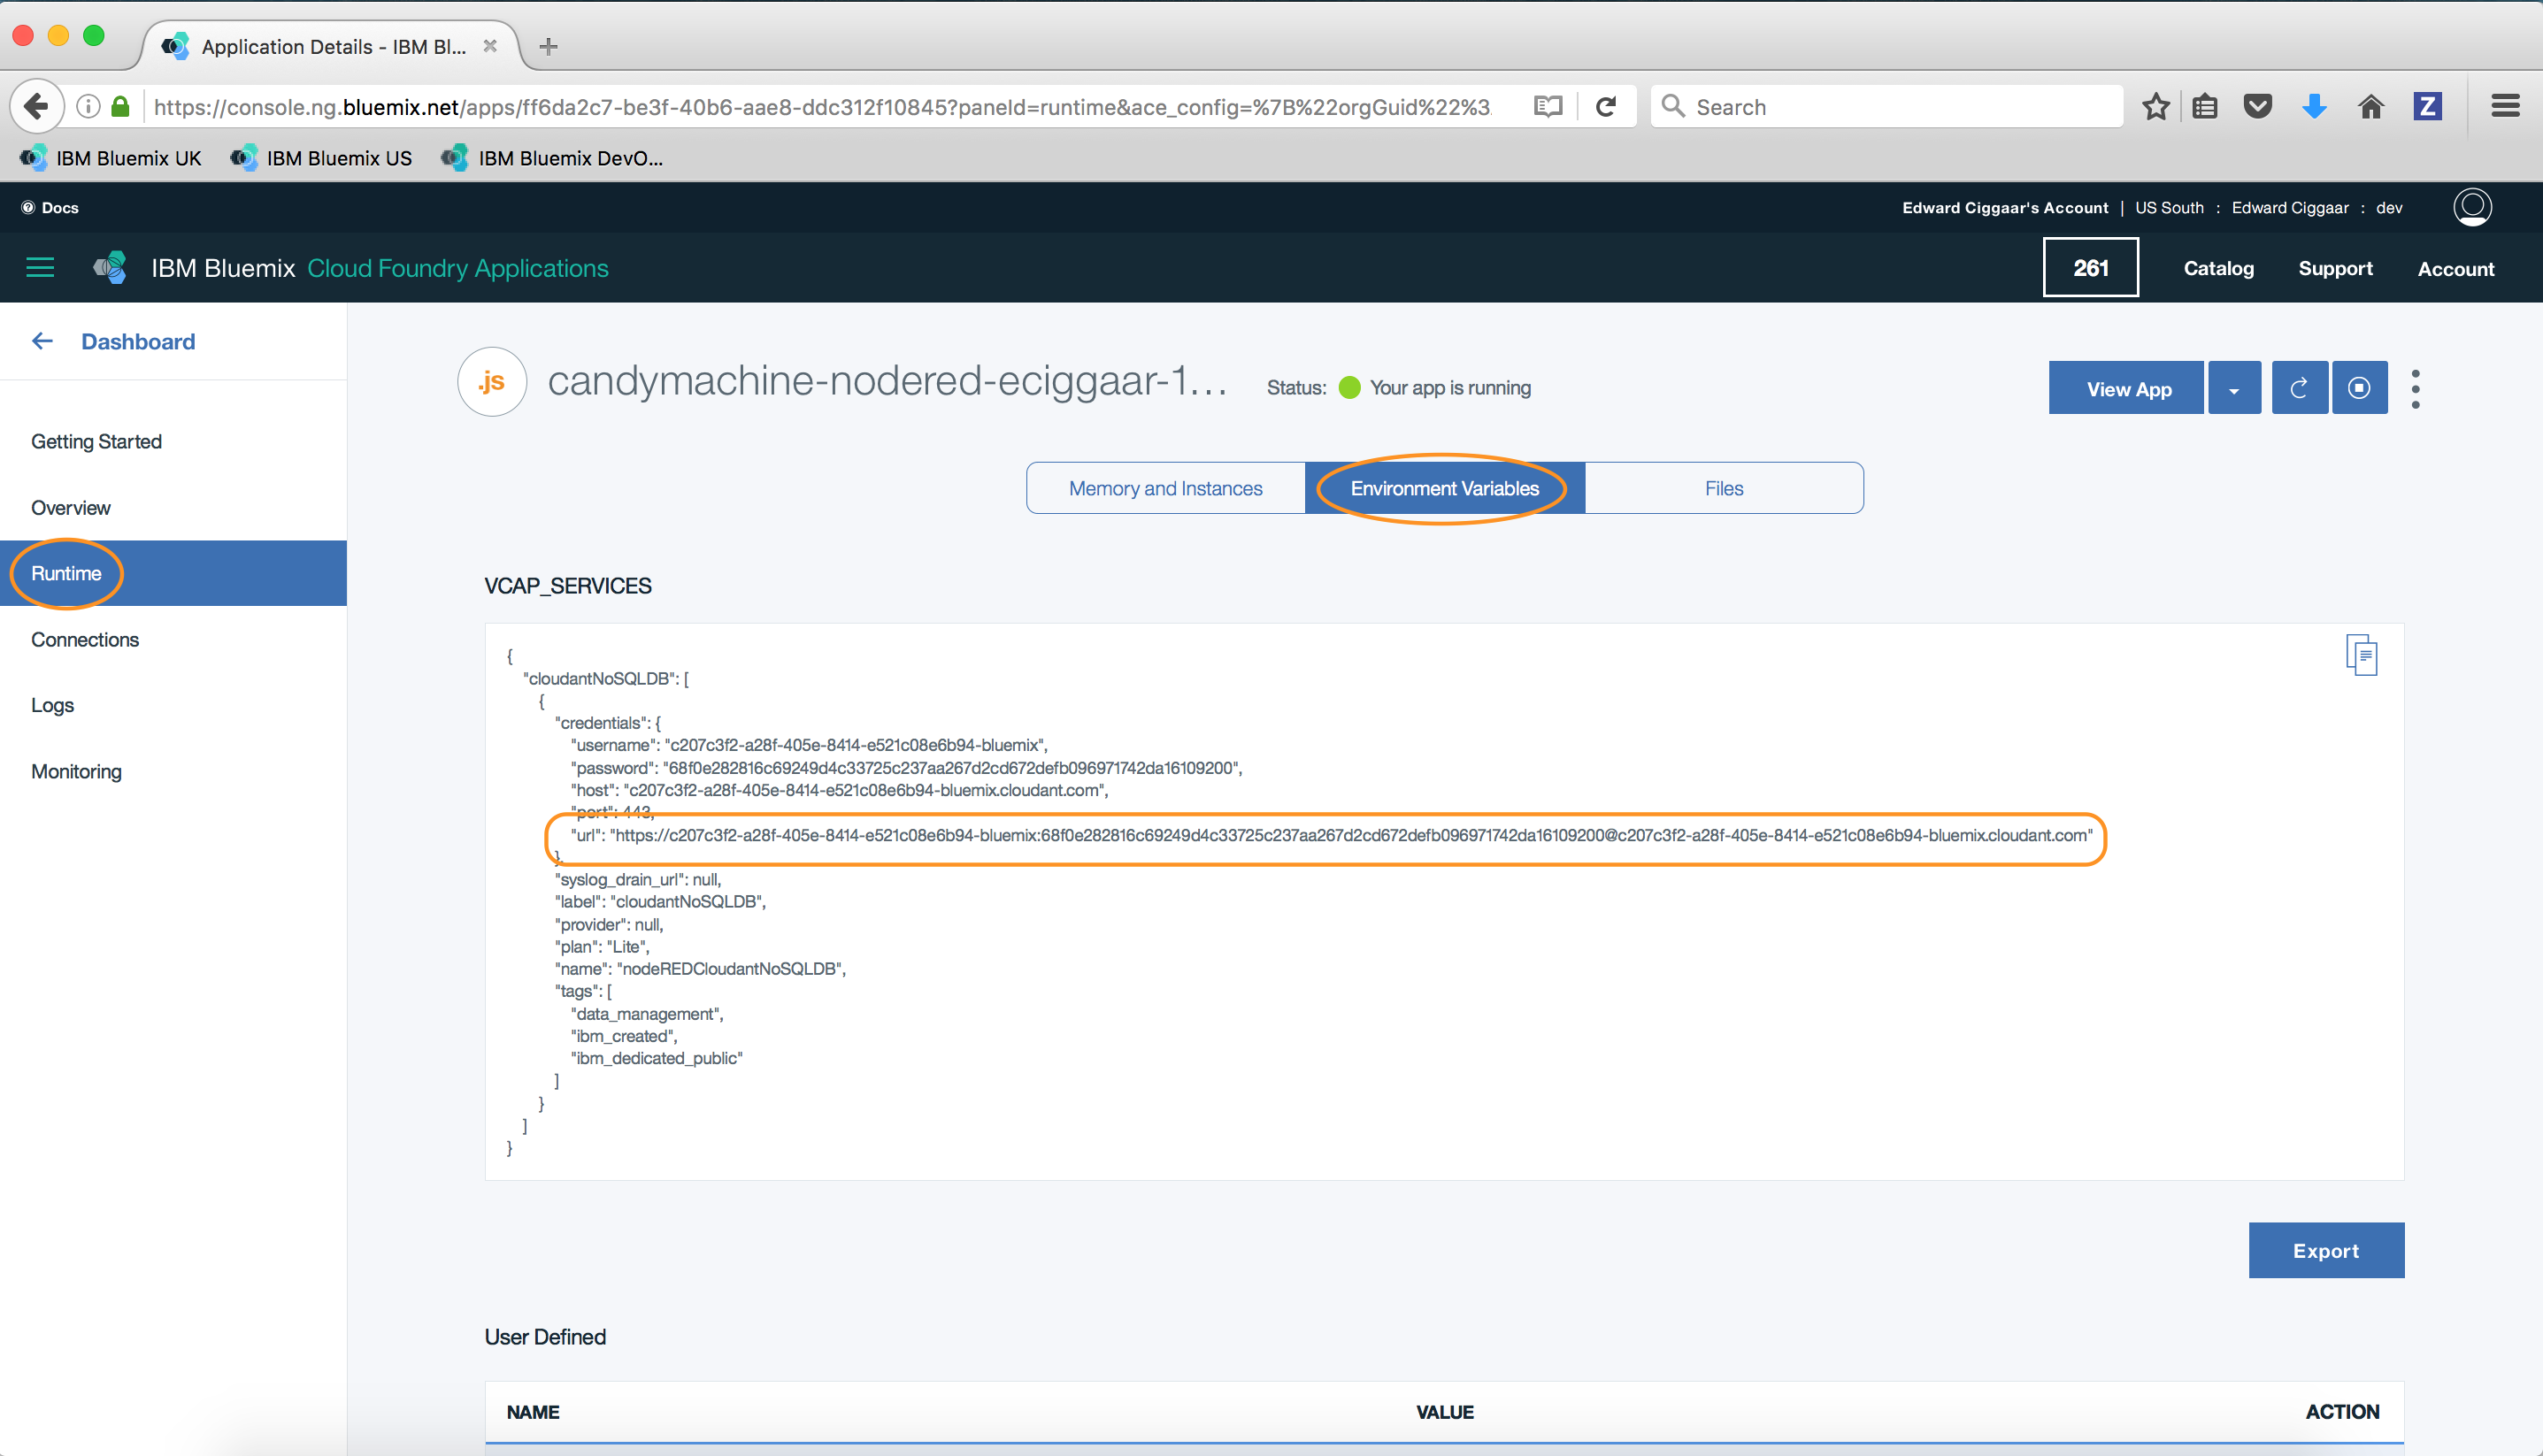 Application Details - IBM Bl...
https://console.ng.bluemix.net/apps/ff6da2c7-be3f-40b6-aae8-ddc312f10845?paneId=runtime&ace_config=%7B%22orgGuid%22%3.
Search
IBM Bluemix UK
IBM Bluemix US
IBM Bluemix DevO...
Docs
Edward Ciggaar's Account | US South : Edward Ciggaar : dev
IBM Bluemix Cloud Foundry Applications
261
Catalog
Support
Account
Dashboard
Getting Started
Overview
Runtime
Connections
Logs
Monitoring
.js
candymachine-nodered-eciggaar-1...
Status: Your app is running
View App
Memory and Instances
Environment Variables
Files
VCAP_SERVICES
{
"cloudantNoSQLDB": [
{
"credentials": {
"username": "c207c3f2-a28f-405e-8414-e521c08e6b94-bluemix",
"password": "68f0e282816c69249d4c33725c237aa267d2cd672defb096971742da16109200",
"host": "c207c3f2-a28f-405e-8414-e521c08e6b94-bluemix.cloudant.com",
"port": 443,
"url": "https://c207c3f2-a28f-405e-8414-e521c08e6b94-bluemix:68f0e282816c69249d4c33725c237aa267d2cd672defb096971742da16109200@c207c3f2-a28f-405e-8414-e521c08e6b94-bluemix.cloudant.com"
},
"syslog_drain_url": null,
"label": "cloudantNoSQLDB",
"provider": null,
"plan": "Lite",
"name": "nodeREDCloudantNoSQLDB",
"tags": [
"data_management",
"ibm_created",
"ibm_dedicated_public"
]
}
]
}
Export
User Defined
NAME
VALUE
ACTION